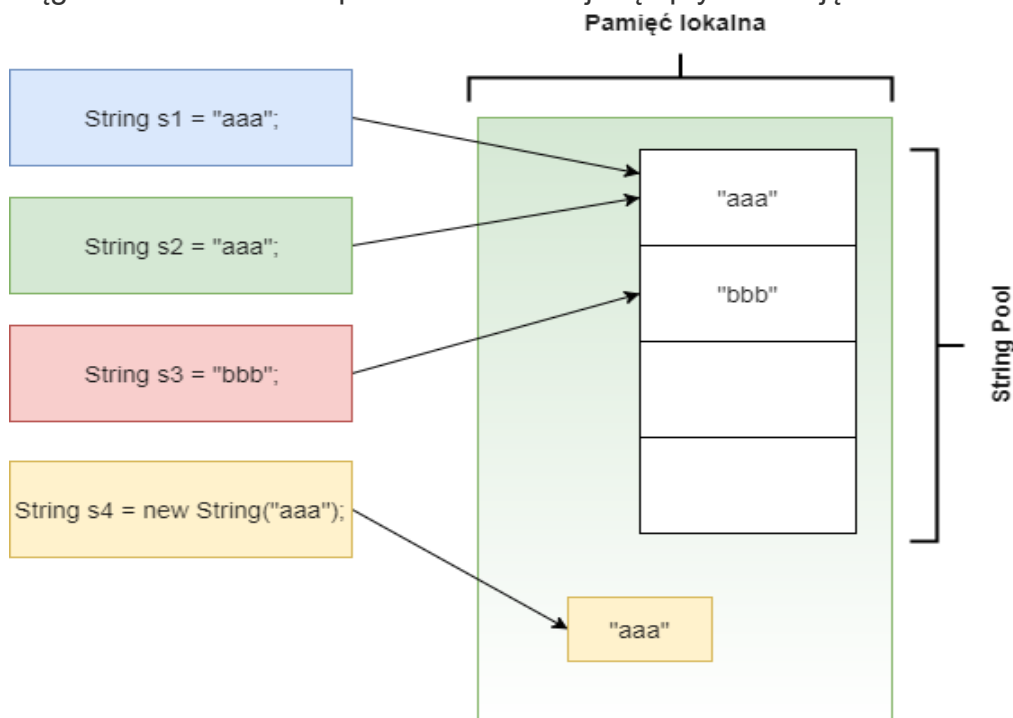 Pamięć lokalna
String s1 = "aaa";
String s2 = "aaa";
String s3 = "bbb";
String s4 = new String("aaa");
"aaa"
"bbb"
"aaa"
String Pool